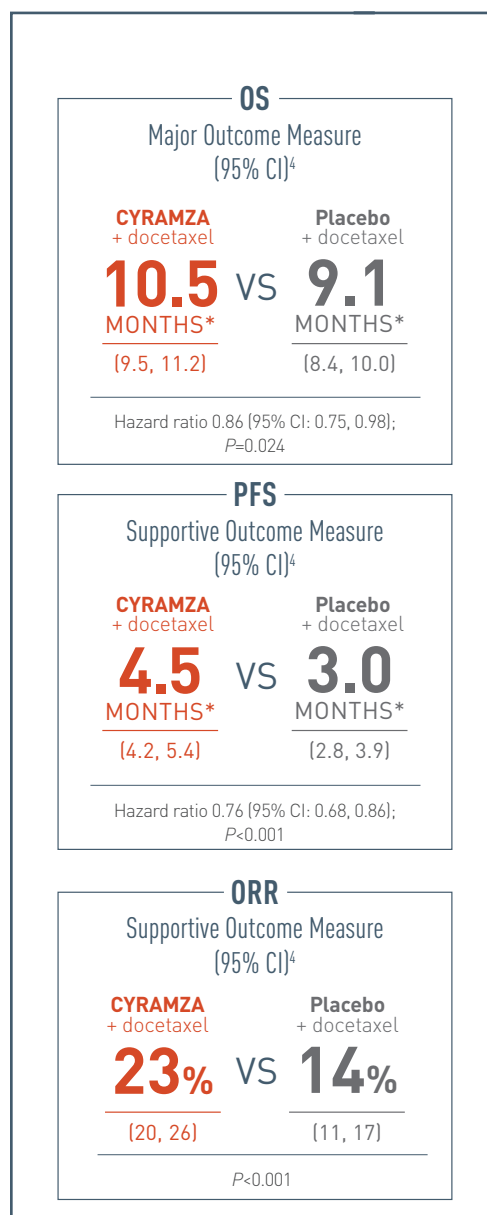 OS
Major Outcome Measure
(95% CI)⁴
CYRAMZA
+ docetaxel
10.5
MONTHS*
(9.5, 11.2)
VS
Placebo
+ docetaxel
9.1
MONTHS*
(8.4, 10.0)
Hazard ratio 0.86 (95% CI: 0.75, 0.98);
P=0.024
PFS
Supportive Outcome Measure
(95% CI)⁴
CYRAMZA
+ docetaxel
4.5
MONTHS*
(4.2, 5.4)
VS
Placebo
+ docetaxel
3.0
MONTHS*
(2.8, 3.9)
Hazard ratio 0.76 (95% CI: 0.68, 0.86);
P<0.001
ORR
Supportive Outcome Measure
(95% CI)⁴
CYRAMZA
+ docetaxel
23%
(20, 26)
VS
Placebo
+ docetaxel
14%
(11, 17)
P<0.001